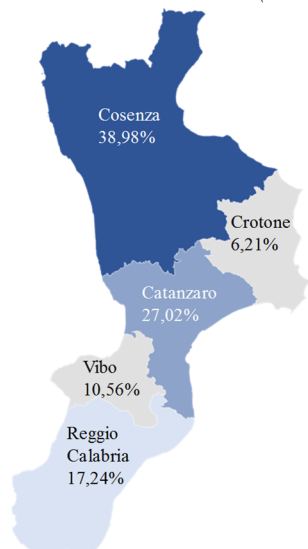 Cosenza
38,98%
Crotone
6,21%
Catanzaro
27,02%
Vibo
10,56%
Reggio
Calabria
17,24%